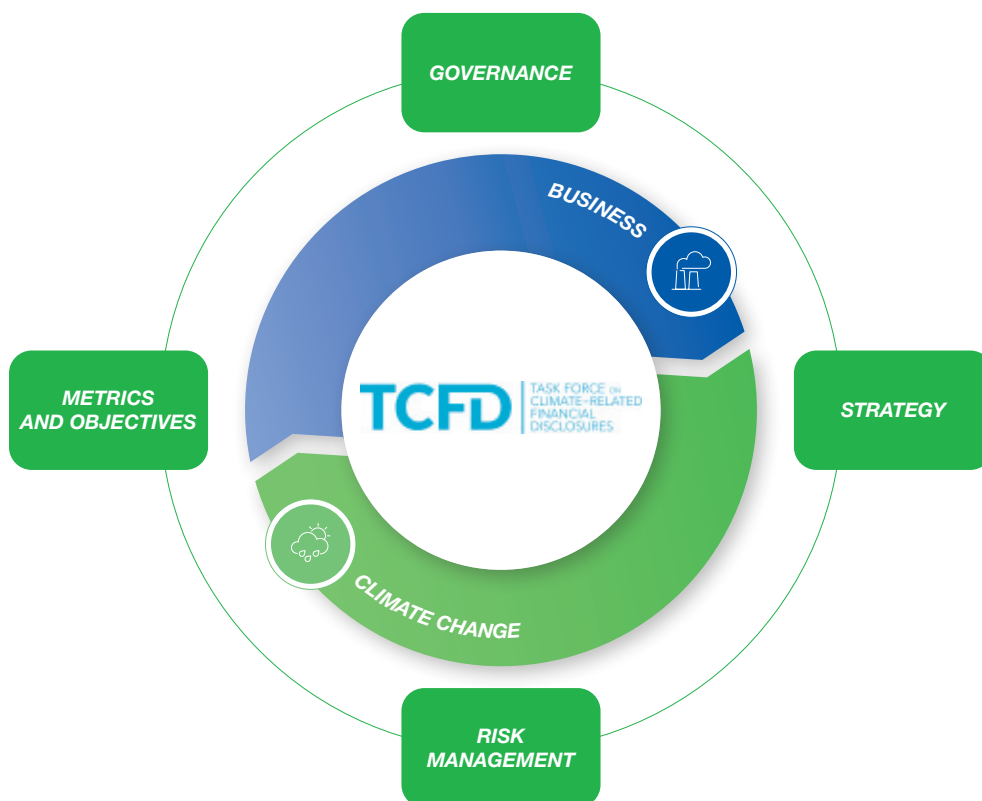 GOVERNANCE
BUSINESS
METRICS
AND OBJECTIVES
TCFD
TASK FORCE ON
CLIMATE-RELATED
FINANCIAL
DISCLOSURES
STRATEGY
CLIMATE CHANGE
RISK
MANAGEMENT